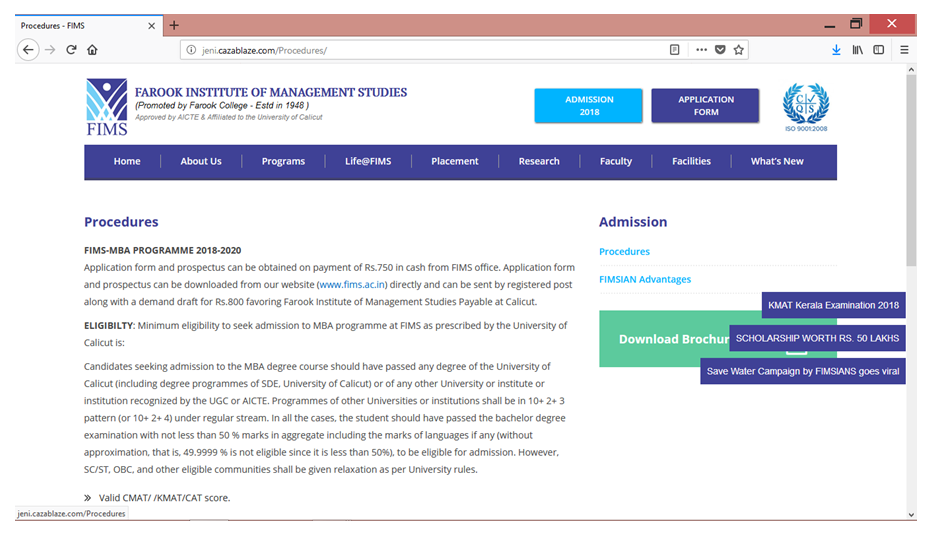 Procedures - FIMS
jeni.cazablaze.com/Procedures/
FAROOK INSTITUTE OF MANAGEMENT STUDIES
(Promoted by Farook College - Estd in 1948 )
Approved by AICTE & Affiliated to the University of Calicut
FIMS
ADMISSION
2018
APPLICATION
FORM
CVQS
ISO 9001:2008
Home
About Us
Programs
Life@FIMS
Placement
Research
Faculty
Facilities
What's New
Procedures
FIMS-MBA PROGRAMME 2018-2020
Application form and prospectus can be obtained on payment of Rs.750 in cash from FIMS office. Application form
and prospectus can be downloaded from our website (www.fims.ac.in) directly and can be sent by registered post
along with a demand draft for Rs.800 favoring Farook Institute of Management Studies Payable at Calicut.
ELIGIBILTY: Minimum eligibility to seek admission to MBA programme at FIMS as prescribed by the University of
Calicut is:
Candidates seeking admission to the MBA degree course should have passed any degree of the University of
Calicut (including degree programmes of SDE, University of Calicut) or of any other University or institute or
institution recognized by the UGC or AICTE. Programmes of other Universities or institutions shall be in 10+ 2+ 3
pattern (or 10+ 2+ 4) under regular stream. In all the cases, the student should have passed the bachelor degree
examination with not less than 50 % marks in aggregate including the marks of languages if any (without
approximation, that is, 49.9999 % is not eligible since it is less than 50%), to be eligible for admission. However,
SC/ST, OBC, and other eligible communities shall be given relaxation as per University rules.
» Valid CMAT/ /KMAT/CAT score.
Admission
Procedures
FIMSIAN Advantages
Download Brochur
KMAT Kerala Examination 2018
SCHOLARSHIP WORTH RS. 50 LAKHS
Save Water Campaign by FIMSIANS goes viral
jeni.cazablaze.com/Procedures